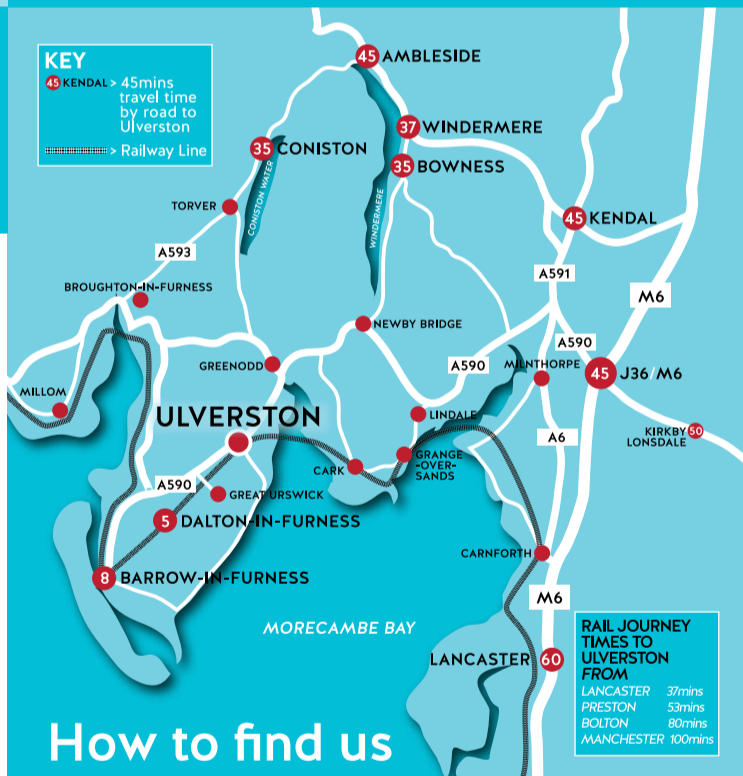 KEY
45 KENDAL > 45mins
travel time
by road to
Ulverston
> Railway Line
45 AMBLESIDE
37 WINDERMERE
35 CONISTON
35 BOWNESS
CONISTON WATER
WINDERMERE
TORVER
45 KENDAL
A593
A591
BROUGHTON-IN-FURNESS
M6
NEWBY BRIDGE
A590
GREENODD
A590
MILNTHORPE
45 J36/M6
MILLOM
ULVERSTON
LINDALE
KIRKBY
LONSDALE
50
A6
CARK
GRANGE
-OVER-
SANDS
A590
GREAT URSWICK
5 DALTON-IN-FURNESS
CARNFORTH
8 BARROW-IN-FURNESS
M6
MORECAMBE BAY
LANCASTER 60
RAIL JOURNEY
TIMES TO
ULVERSTON
FROM
LANCASTER 37mins
PRESTON 53mins
BOLTON 80mins
MANCHESTER 100mins
How to find us